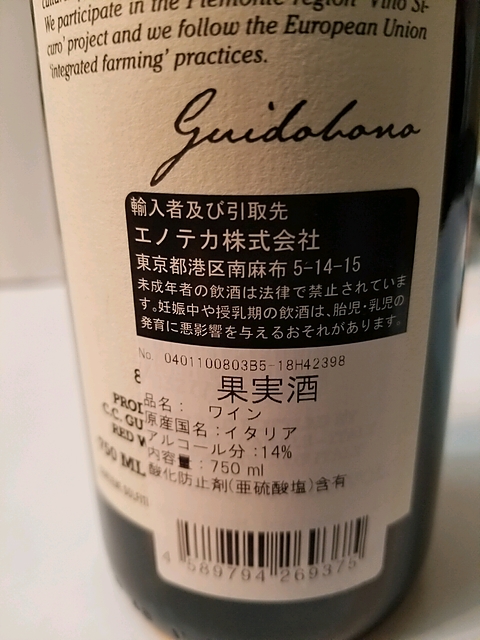 We participate in the Piemonte region 'Vino Si-
curo' project and we follow the European Union
'integrated farming' practices.
Guidobono
輸入者及び引取先
エノテカ株式会社
東京都港区南麻布 5-14-15
未成年者の飲酒は法律で禁止されていま
す。妊娠中や授乳期の飲酒は、胎児・乳児の
発育に悪影響を与えるおそれがあります。
No. 0401100803B5-18H42398
果実酒
品名： ワイン
原産国名：イタリア
アルコール分：14%
内容量：750 ml
酸化防止剤(亜硫酸塩)含有
C.C. GU
RED W
750 ML
4 589794 269375